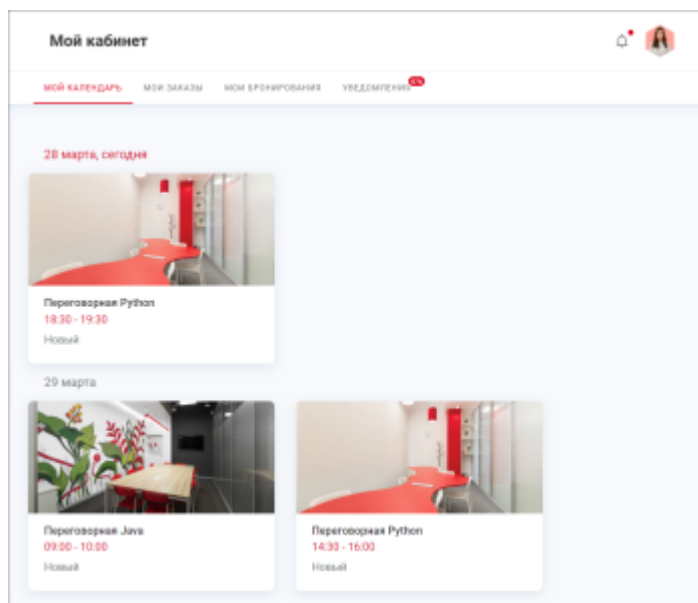 Мой кабинет
МОЙ КАЛЕНДАРЬ МОИ ЗАКАЗЫ МОИ БРОНИРОВАНИЯ УВЕДОМЛЕНИЯ
28 марта, сегодня
Переговорная Python
18:30 - 19:30
Новый
29 марта
Переговорная Java Переговорная Python
09:00 - 10:00 14:30 - 16:00
Новый Новый